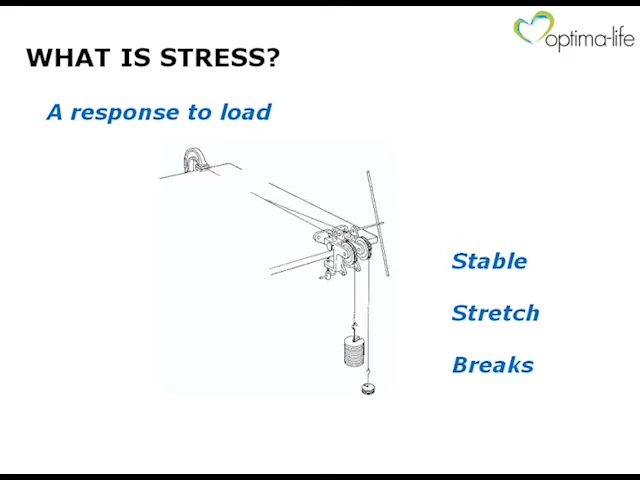 optima-life
WHAT IS STRESS?
A response to load
Stable
Stretch
Breaks